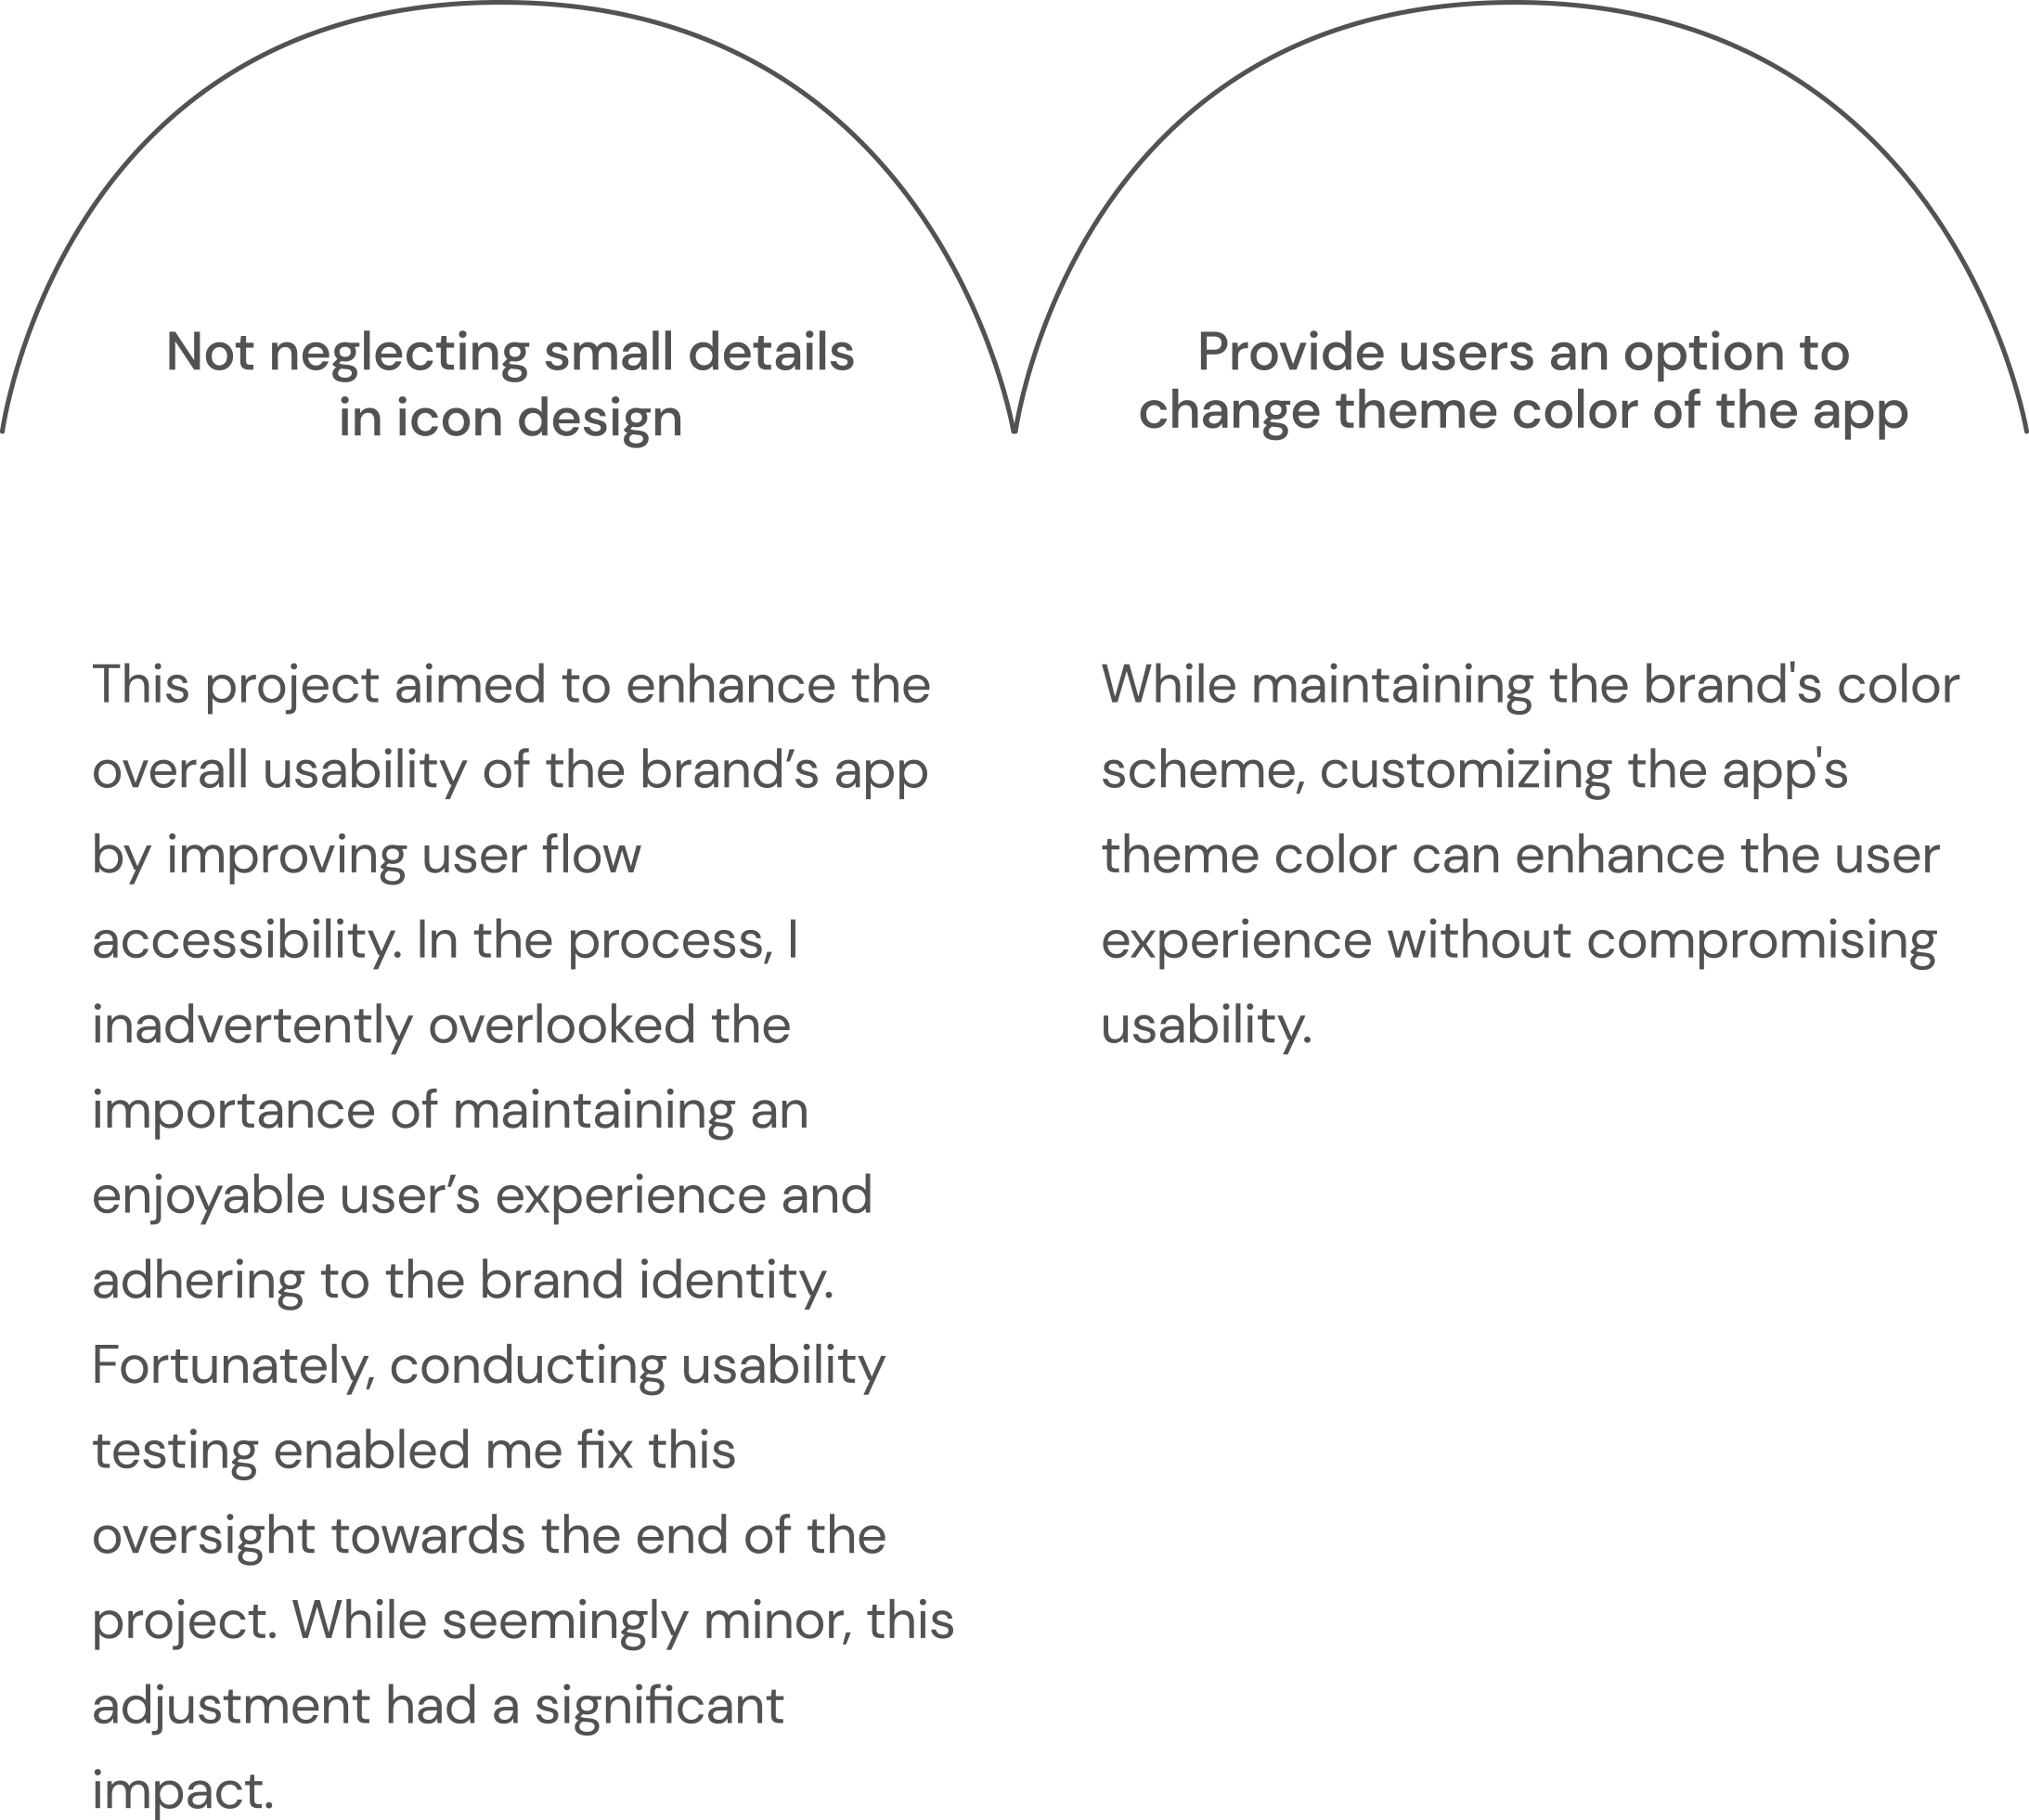 Not neglecting small details
in icon design
This project aimed to enhance the
overall usability of the brand’s app
by improving user flow
accessibility. In the process, I
inadvertently overlooked the
importance of maintaining an
enjoyable user’s experience and
adhering to the brand identity.
Fortunately, conducting usability
testing enabled me fix this
oversight towards the end of the
project. While seemingly minor, this
adjustment had a significant
impact.
Provide users an option to
change theme color of the app
While maintaining the brand's color
scheme, customizing the app's
theme color can enhance the user
experience without compromising
usability.